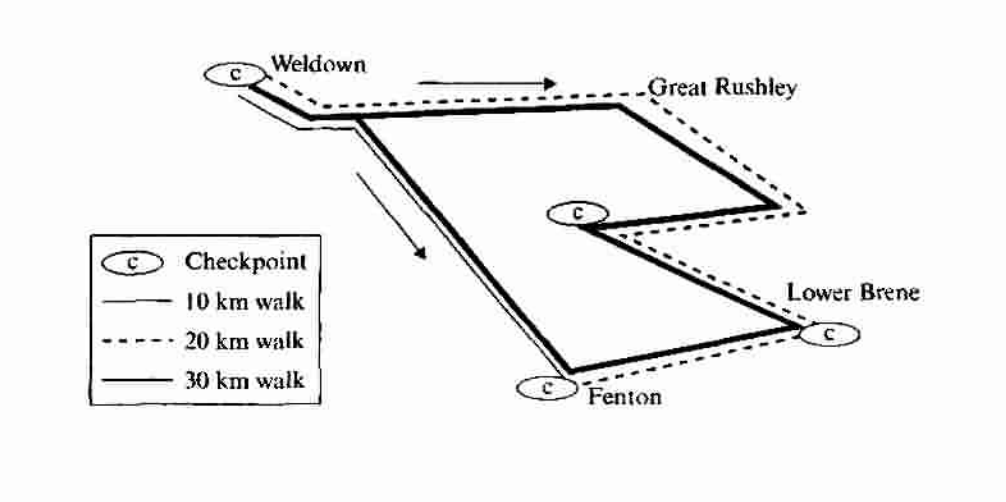 Weldown
c
Great Rushley
c
c Checkpoint
10 km walk
20 km walk
30 km walk
Lower Brene
c
c
Fenton